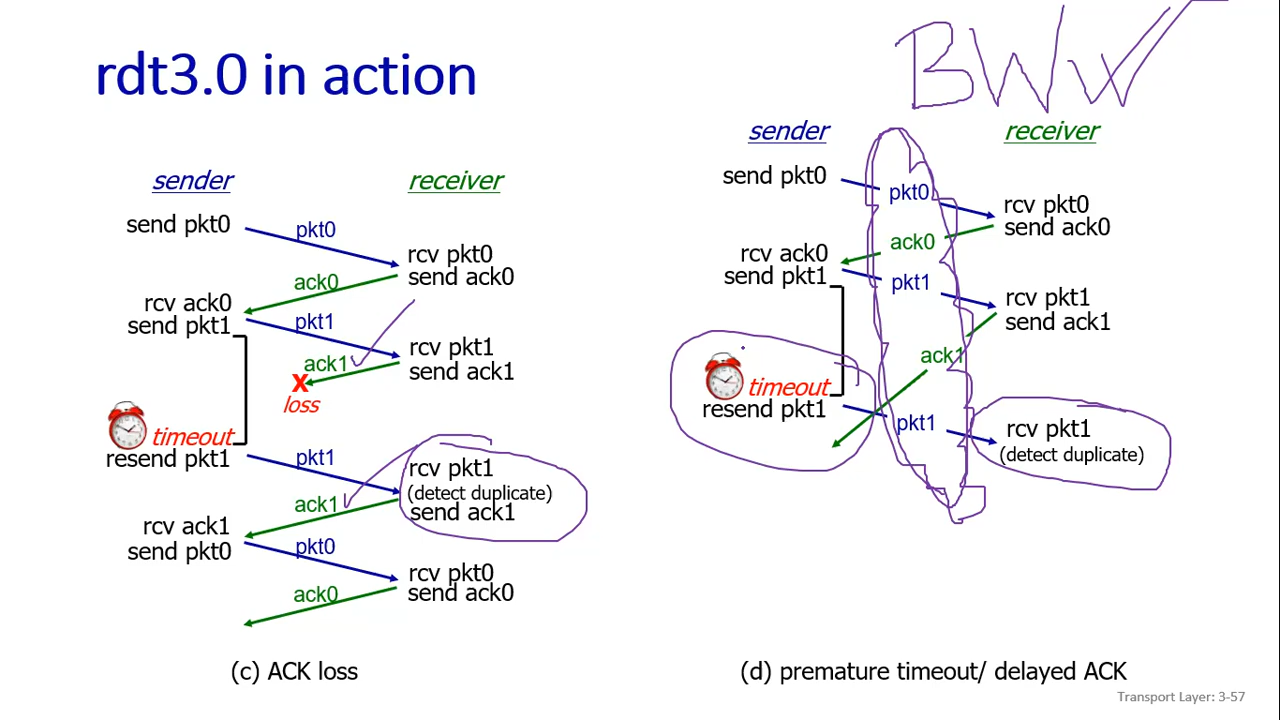 rdt3.0 in action
BW
sender
receiver
send pkt0
pkt0
rcv pkt0
send ack0
ack0
rcv ack0
send pkt1
pkt1
rcv pkt1
send ack1
ack1
X
loss
timeout
resend pkt1
pkt1
rcv pkt1
(detect duplicate)
send ack1
ack1
rcv ack1
send pkt0
pkt0
rcv pkt0
send ack0
ack0
(c) ACK loss
sender
receiver
send pkt0
pkt0
rcv pkt0
send ack0
ack0
rcv ack0
send pkt1
pkt1
rcv pkt1
send ack1
ack1
timeout
resend pkt1
pkt1
rcv pkt1
(detect duplicate)
(d) premature timeout/ delayed ACK
Transport Layer: 3-57